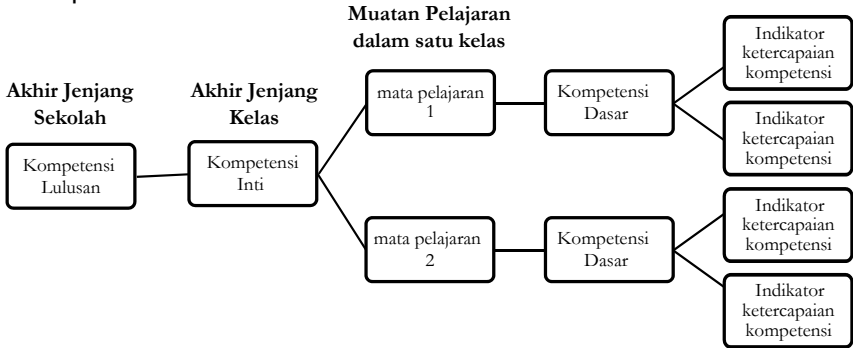 Muatan Pelajaran
dalam satu kelas
Akhir Jenjang
Sekolah
Akhir Jenjang
Kelas
Kompetensi
Lulusan
Kompetensi
Inti
mata pelajaran
1
Kompetensi
Dasar
Indikator
ketercapaian
kompetensi
Indikator
ketercapaian
kompetensi
mata pelajaran
2
Kompetensi
Dasar
Indikator
ketercapaian
kompetensi
Indikator
ketercapaian
kompetensi